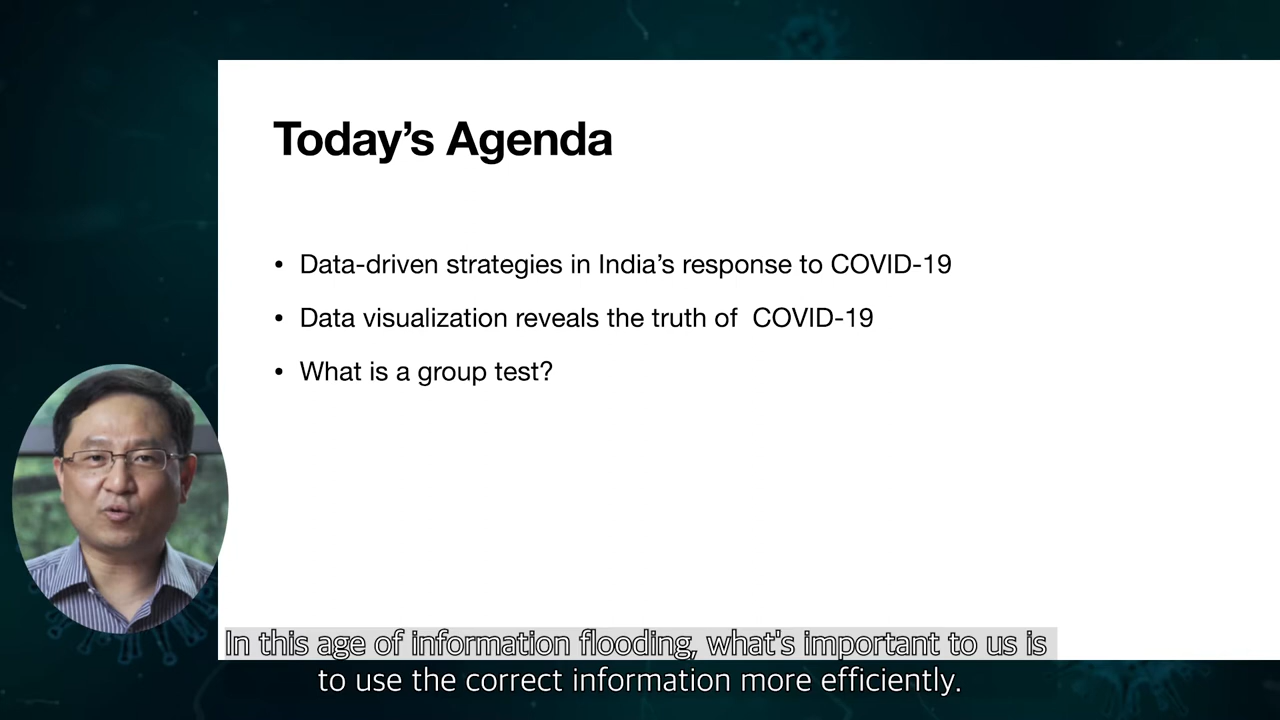 Today’s Agenda
• Data-driven strategies in India’s response to COVID-19
• Data visualization reveals the truth of  COVID-19
• What is a group test?
In this age of information flooding, what's important to us is
to use the correct information more efficiently.